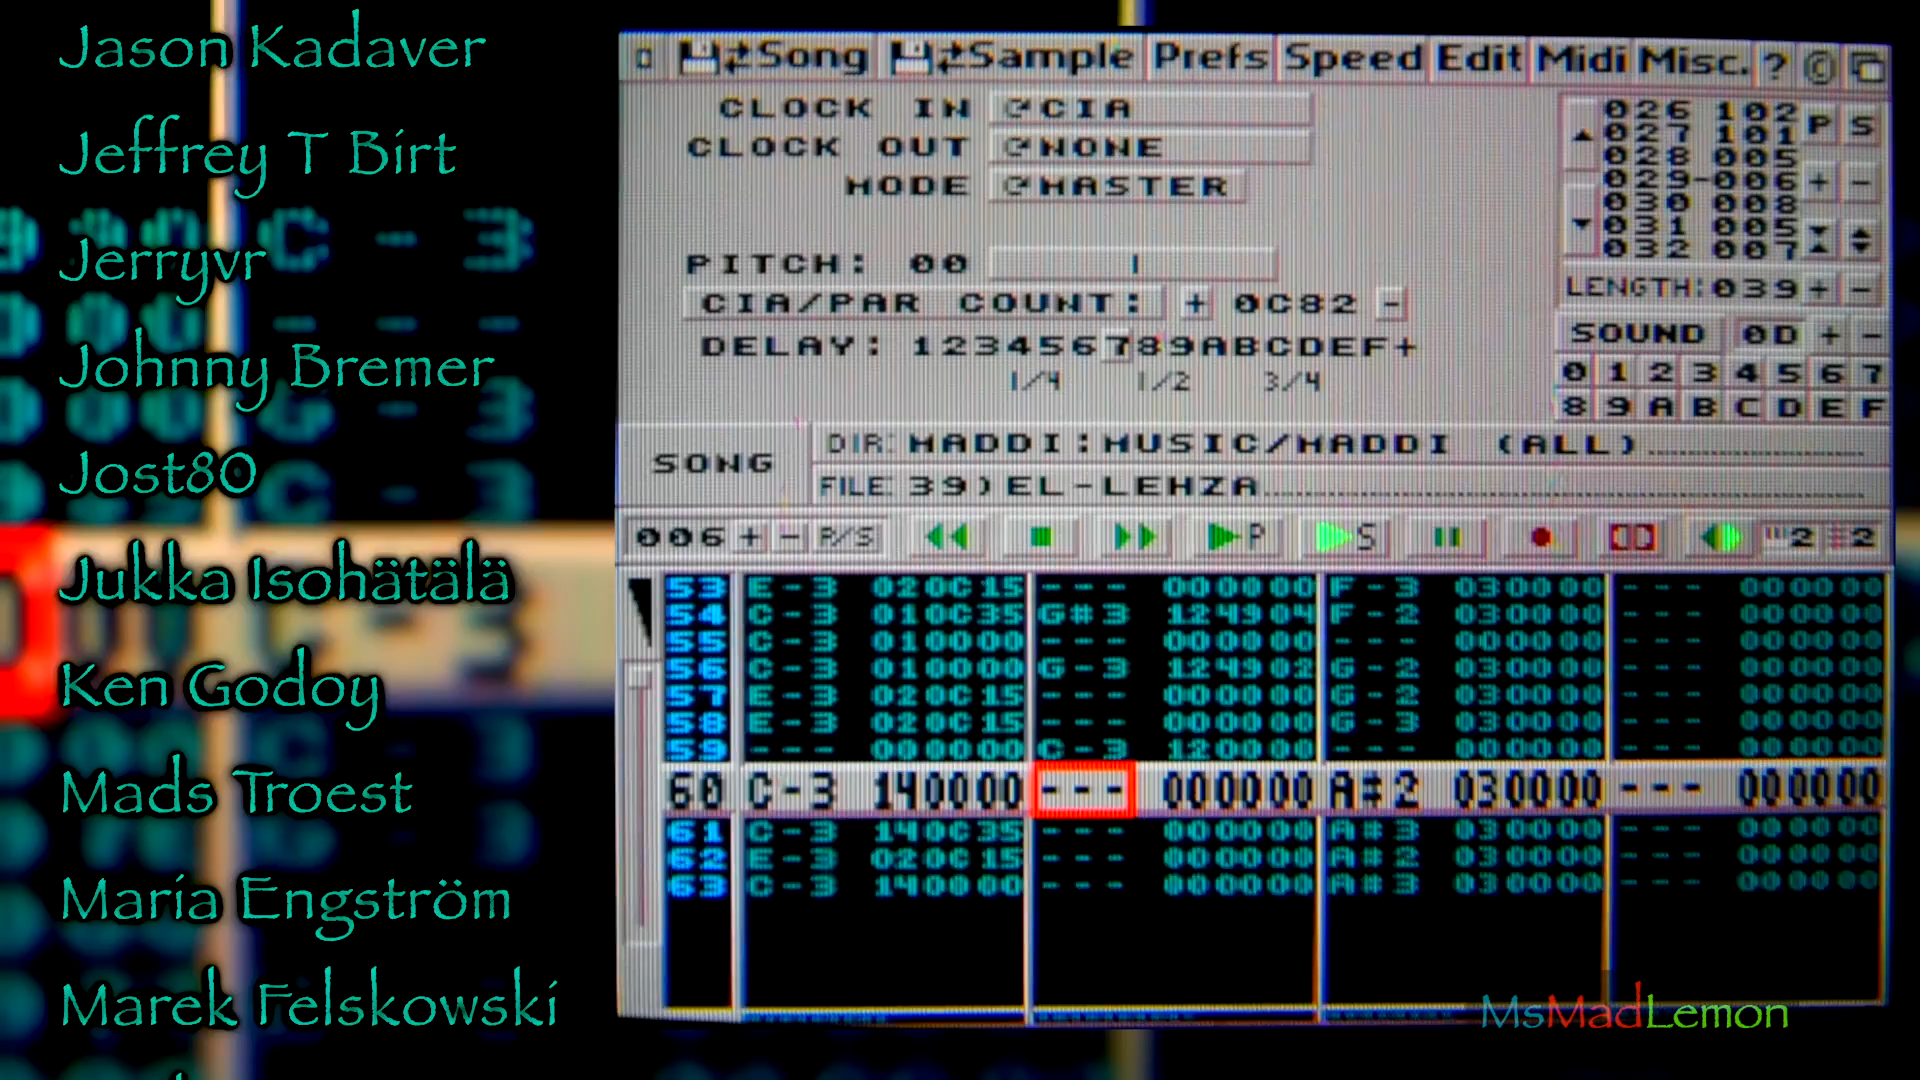 Jason Kadaver
Jeffrey T Birt
Jerryvr
Johnny Bremer
Jost80
Jukka Isohätälä
Ken Godoy
Mads Troest
Maria Engström
Marek Felskowski
Song Sample Prefs Speed Edit Midi Misc. ? ©
CLOCK IN CIA
CLOCK OUT NONE
MODE MASTER
PITCH: 00
CIA/PAR COUNT: + 0C82 -
DELAY: 123456789ABCDEF+
1/4 1/2 3/4
026 102 P S
027 101
028 005
029-006 + -
030 008
031 005
032 007
LENGTH: 039 + -
SOUND 0D + -
0 1 2 3 4 5 6 7
8 9 A B C D E F
SONG
DIR: MADDI:MUSIC/MADDI (ALL)
FILE: 39)EL-LEHZA
006 + - R/S P S 2 2
53 E-3 020C15 --- 000000 F-3 030000 --- 000000
54 C-3 010C35 G#3 124904 F-2 030000 --- 000000
55 C-3 010000 --- 000000 --- 000000 --- 000000
56 C-3 010000 G-3 124902 G-2 030000 --- 000000
57 E-3 020C15 --- 000000 G-2 030000 --- 000000
58 E-3 020C15 --- 000000 G-3 030000 --- 000000
59 --- 000000 C-3 120000 --- 000000 --- 000000
60 C-3 140000 --- 000000 A#2 030000 --- 000000
61 C-3 140C35 --- 000000 A#3 030000 --- 000000
62 E-3 020C15 --- 000000 A#2 030000 --- 000000
63 C-3 140000 --- 000000 A#3 030000 --- 000000
MsMadLemon